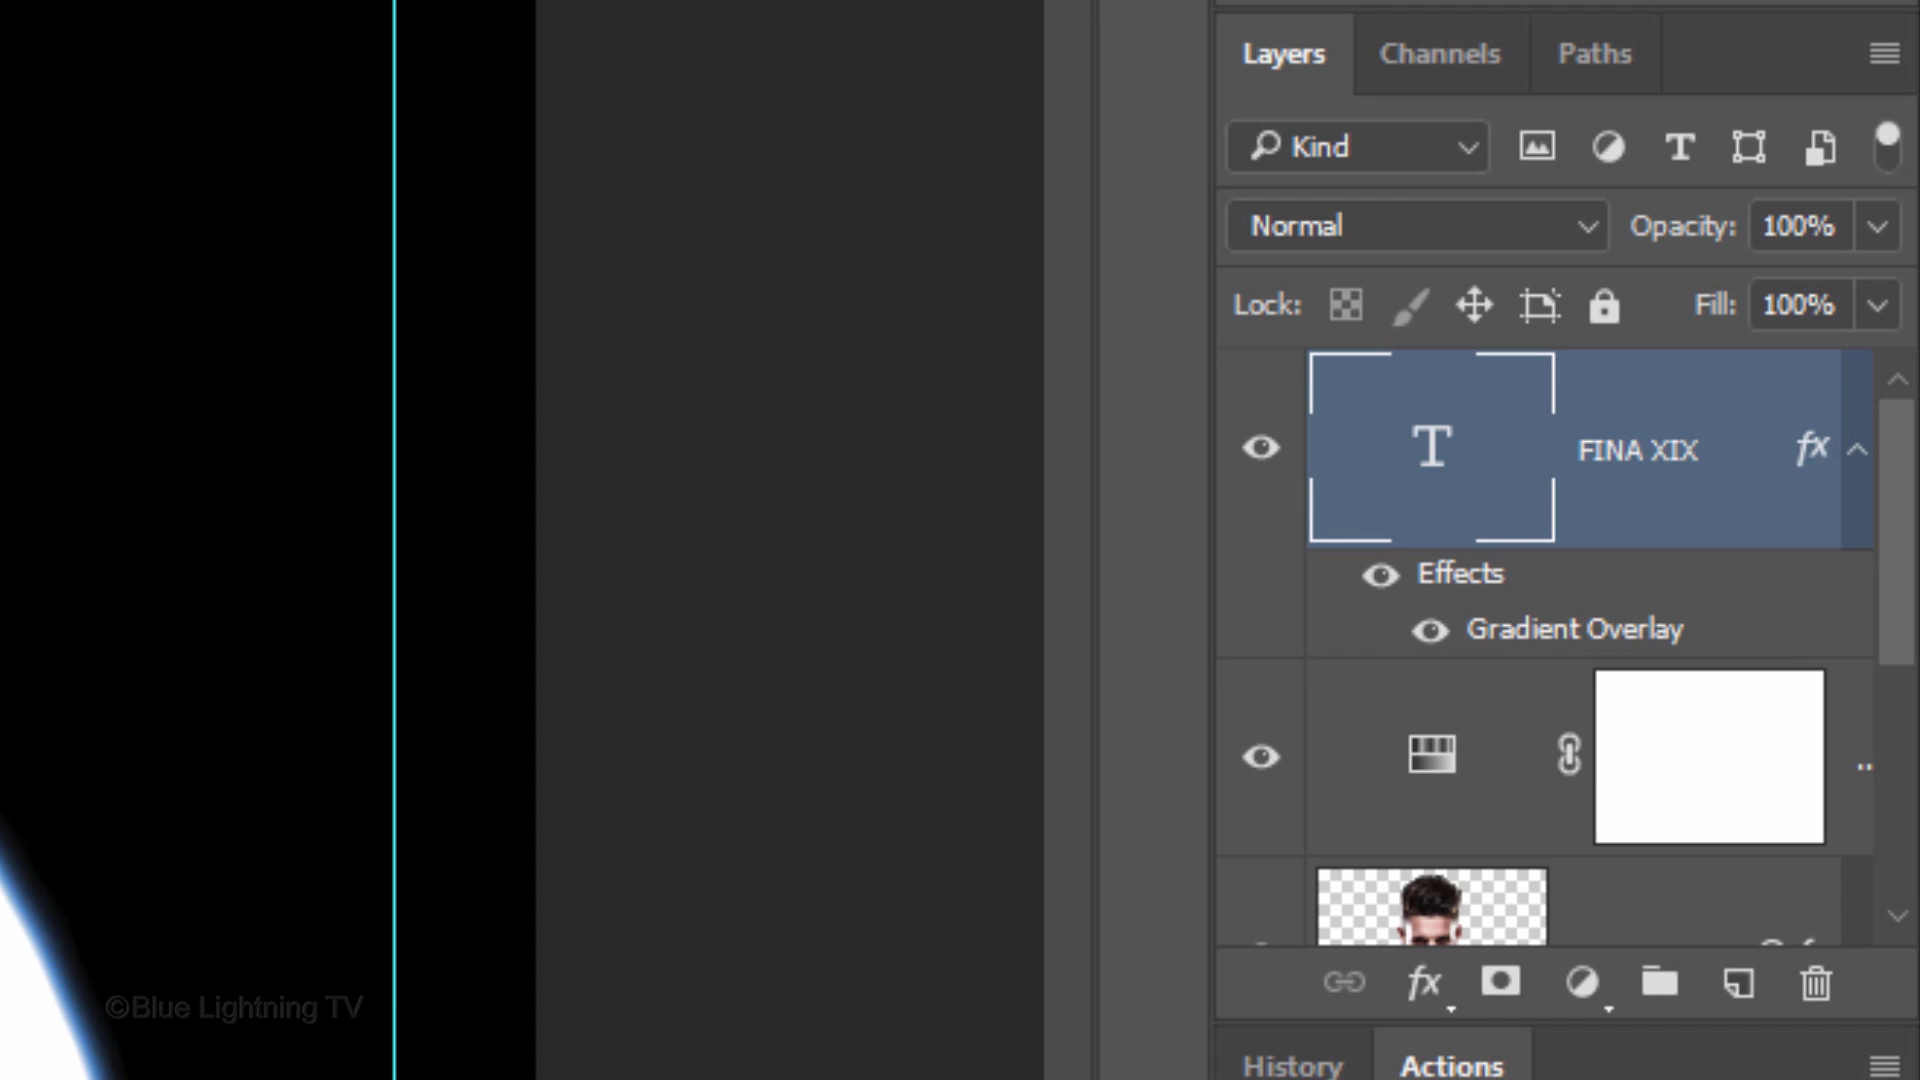 Layers Channels Paths
Kind
Normal Opacity: 100%
Lock: Fill: 100%
T FINA XIX fx
Effects
Gradient Overlay
..
fx
©Blue Lightning TV
History Actions